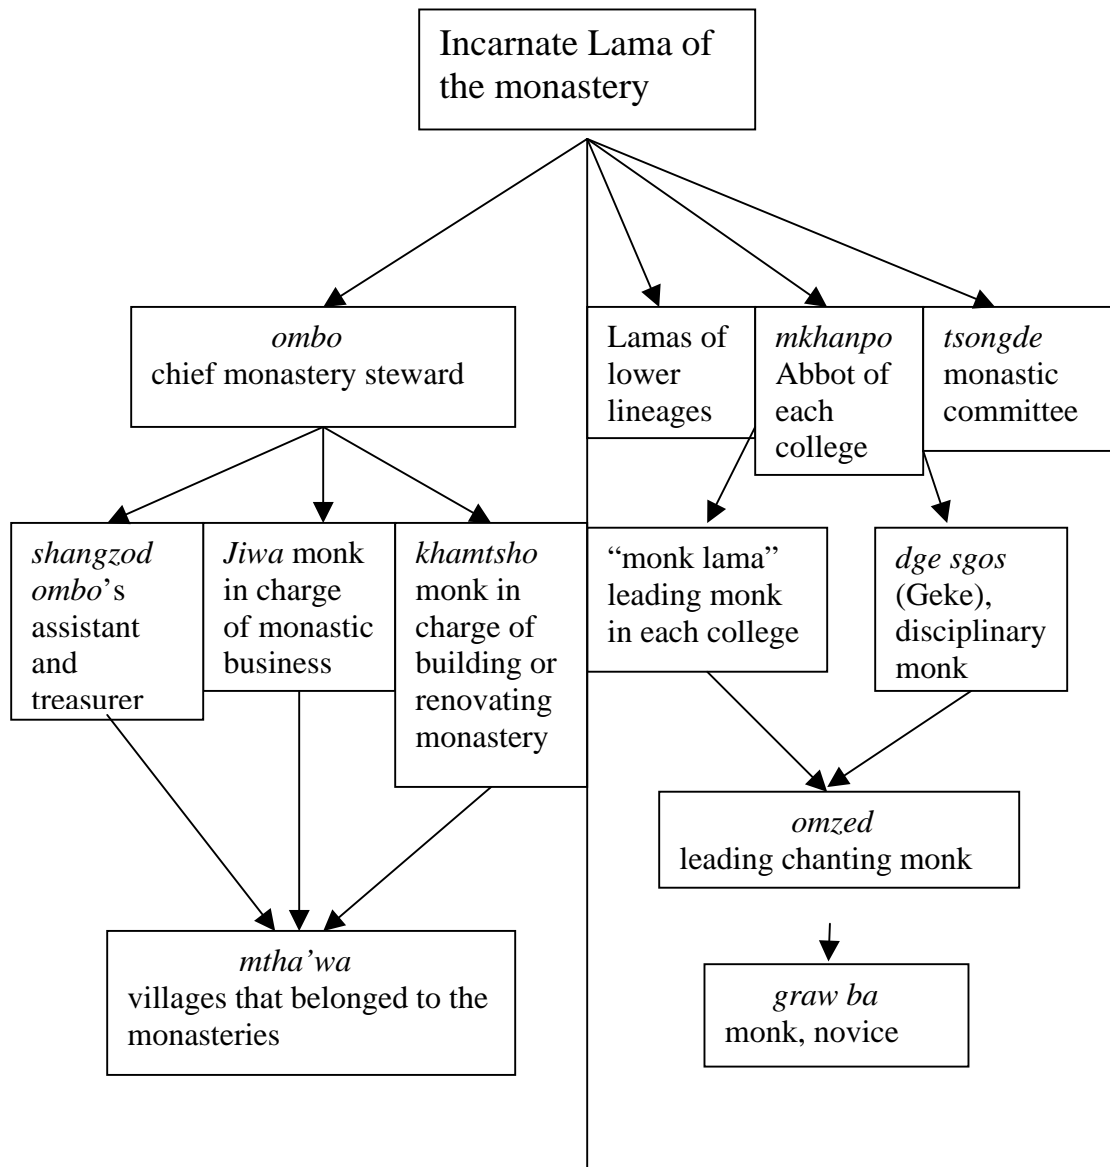 Incarnate Lama of
the monastery
ombo
chief monastery steward
Lamas of
lower
lineages
mkhanpo
Abbot of
each
college
tsongde
monastic
committee
shangzod
ombo’s
assistant
and
treasurer
Jiwa monk
in charge
of monastic
business
khamtsho
monk in
charge of
building or
renovating
monastery
“monk lama”
leading monk
in each college
dge sgos
(Geke),
disciplinary
monk
omzed
leading chanting monk
mtha’wa
villages that belonged to the
monasteries
graw ba
monk, novice